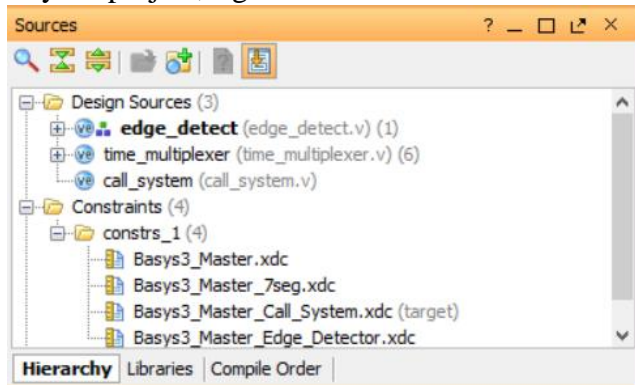 Sources ? _ □ ×
Design Sources (3)
edge_detect (edge_detect.v) (1)
time_multiplexer (time_multiplexer.v) (6)
call_system (call_system.v)
Constraints (4)
constrs_1 (4)
Basys3_Master.xdc
Basys3_Master_7seg.xdc
Basys3_Master_Call_System.xdc (target)
Basys3_Master_Edge_Detector.xdc
Hierarchy Libraries Compile Order